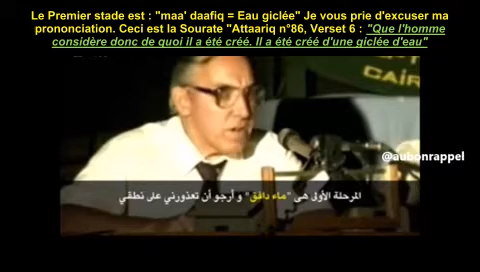 Le Premier stade est : "maa' daafiq = Eau giclée" Je vous prie d'excuser ma
prononciation. Ceci est la Sourate "Attaariq n°86, Verset 6 : "Que l'homme
considère donc de quoi il a été créé. Il a été créé d'une giclée d'eau"
CAIR
@aubonrappel
المرحلة الأولى هى "ماء دافق" و أرجو أن تعذورني على نطقي